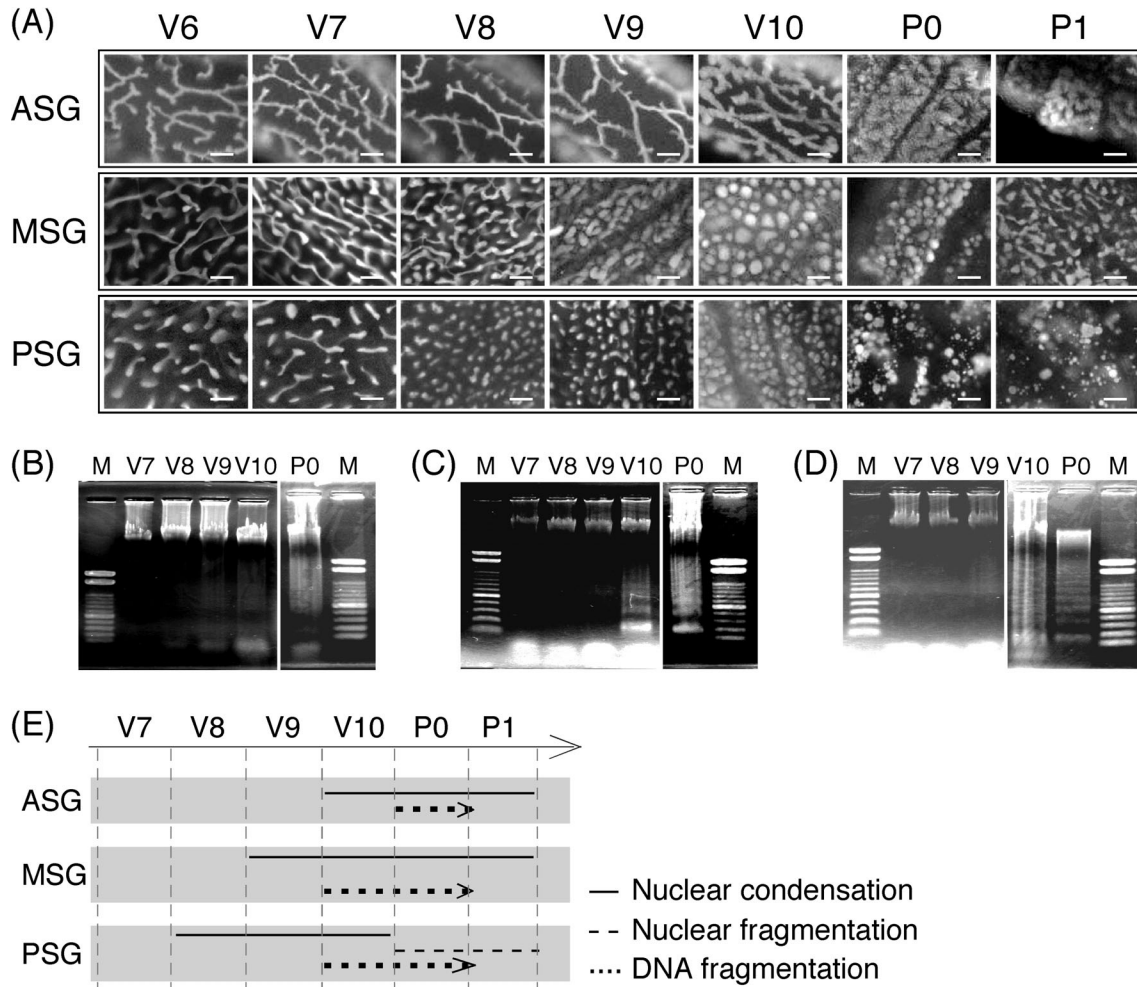 (A) V6 V7 V8 V9 V10 P0 P1
ASG
MSG
PSG
(B) M V7 V8 V9 V10 P0 M
(C) M V7 V8 V9 V10 P0 M
(D) M V7 V8 V9 V10 P0 M
(E) V7 V8 V9 V10 P0 P1
ASG
MSG
PSG
Nuclear condensation
Nuclear fragmentation
DNA fragmentation